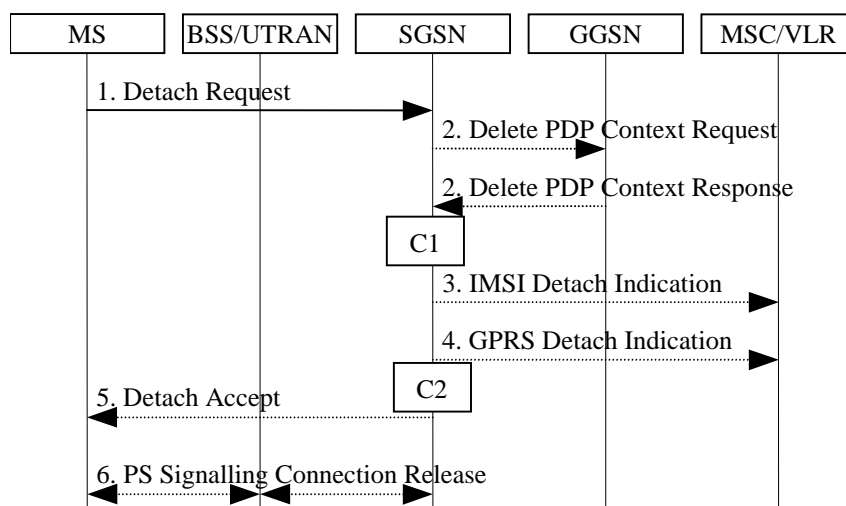 MS BSS/UTRAN SGSN GGSN MSC/VLR
1. Detach Request
2. Delete PDP Context Request
2. Delete PDP Context Response
C1
3. IMSI Detach Indication
4. GPRS Detach Indication
C2
5. Detach Accept
6. PS Signalling Connection Release